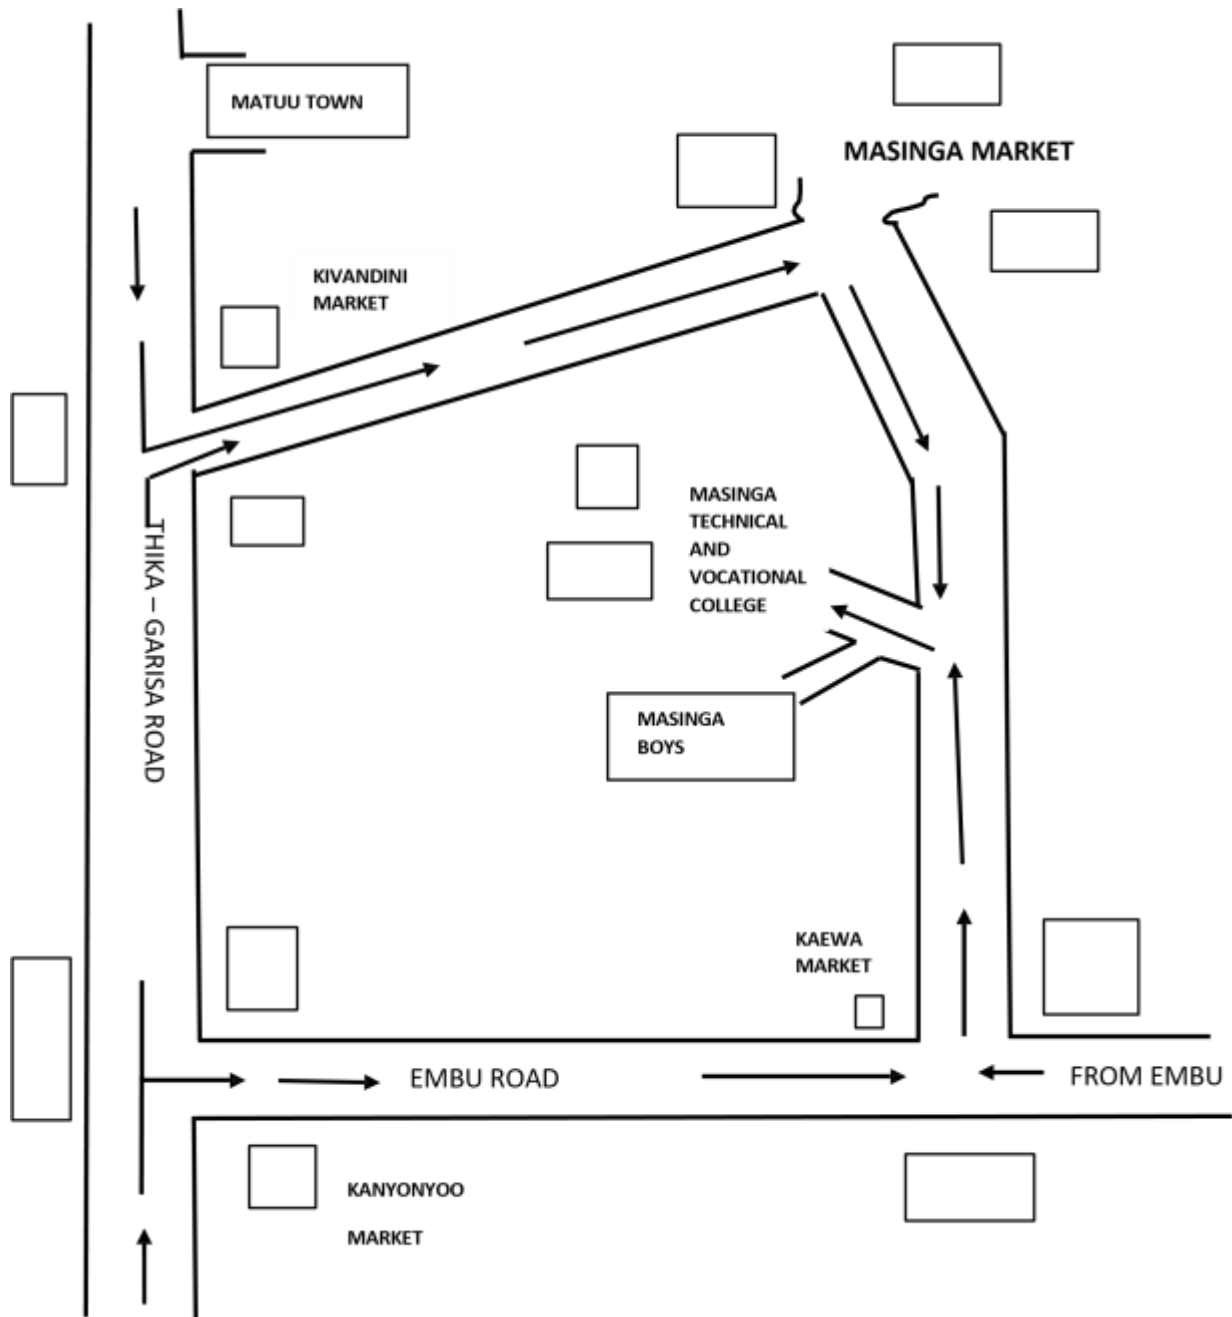 MATUU TOWN
MASINGA MARKET
KIVANDINI
MARKET
MASINGA
TECHNICAL
AND
VOCATIONAL
COLLEGE
THIKA – GARISA ROAD
MASINGA
BOYS
KAEWA
MARKET
EMBU ROAD
FROM EMBU
KANYONYOO
MARKET